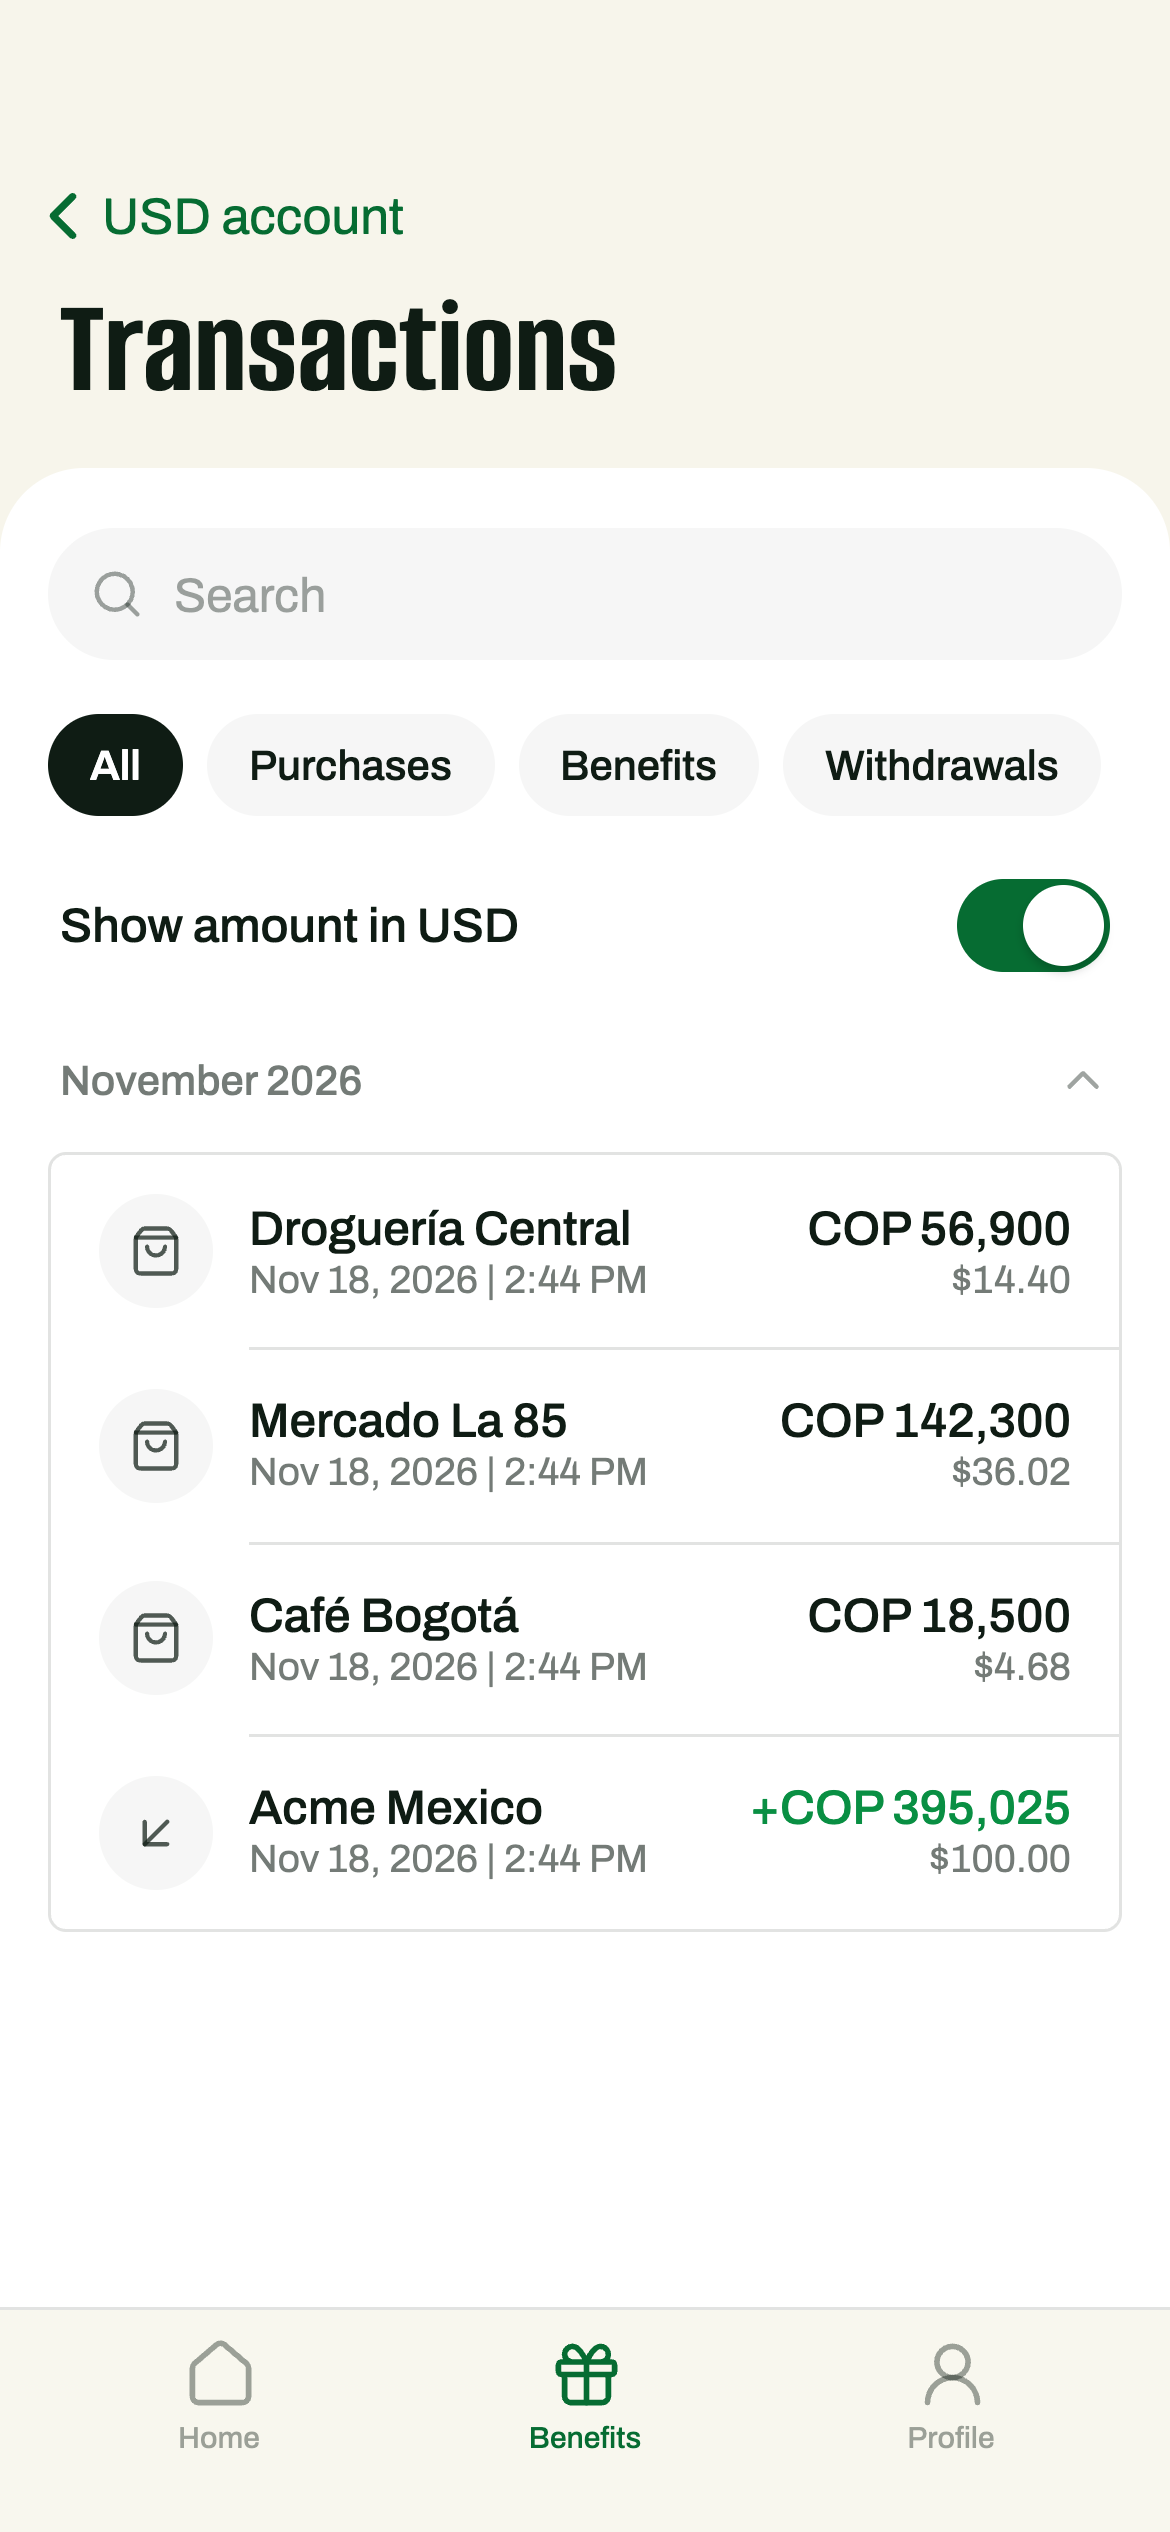 USD account
Transactions
Search
All Purchases Benefits Withdrawals
Show amount in USD
November 2026
Droguería Central COP 56,900
Nov 18, 2026 | 2:44 PM $14.40
Mercado La 85 COP 142,300
Nov 18, 2026 | 2:44 PM $36.02
Café Bogotá COP 18,500
Nov 18, 2026 | 2:44 PM $4.68
Acme Mexico +COP 395,025
Nov 18, 2026 | 2:44 PM $100.00
Home Benefits Profile